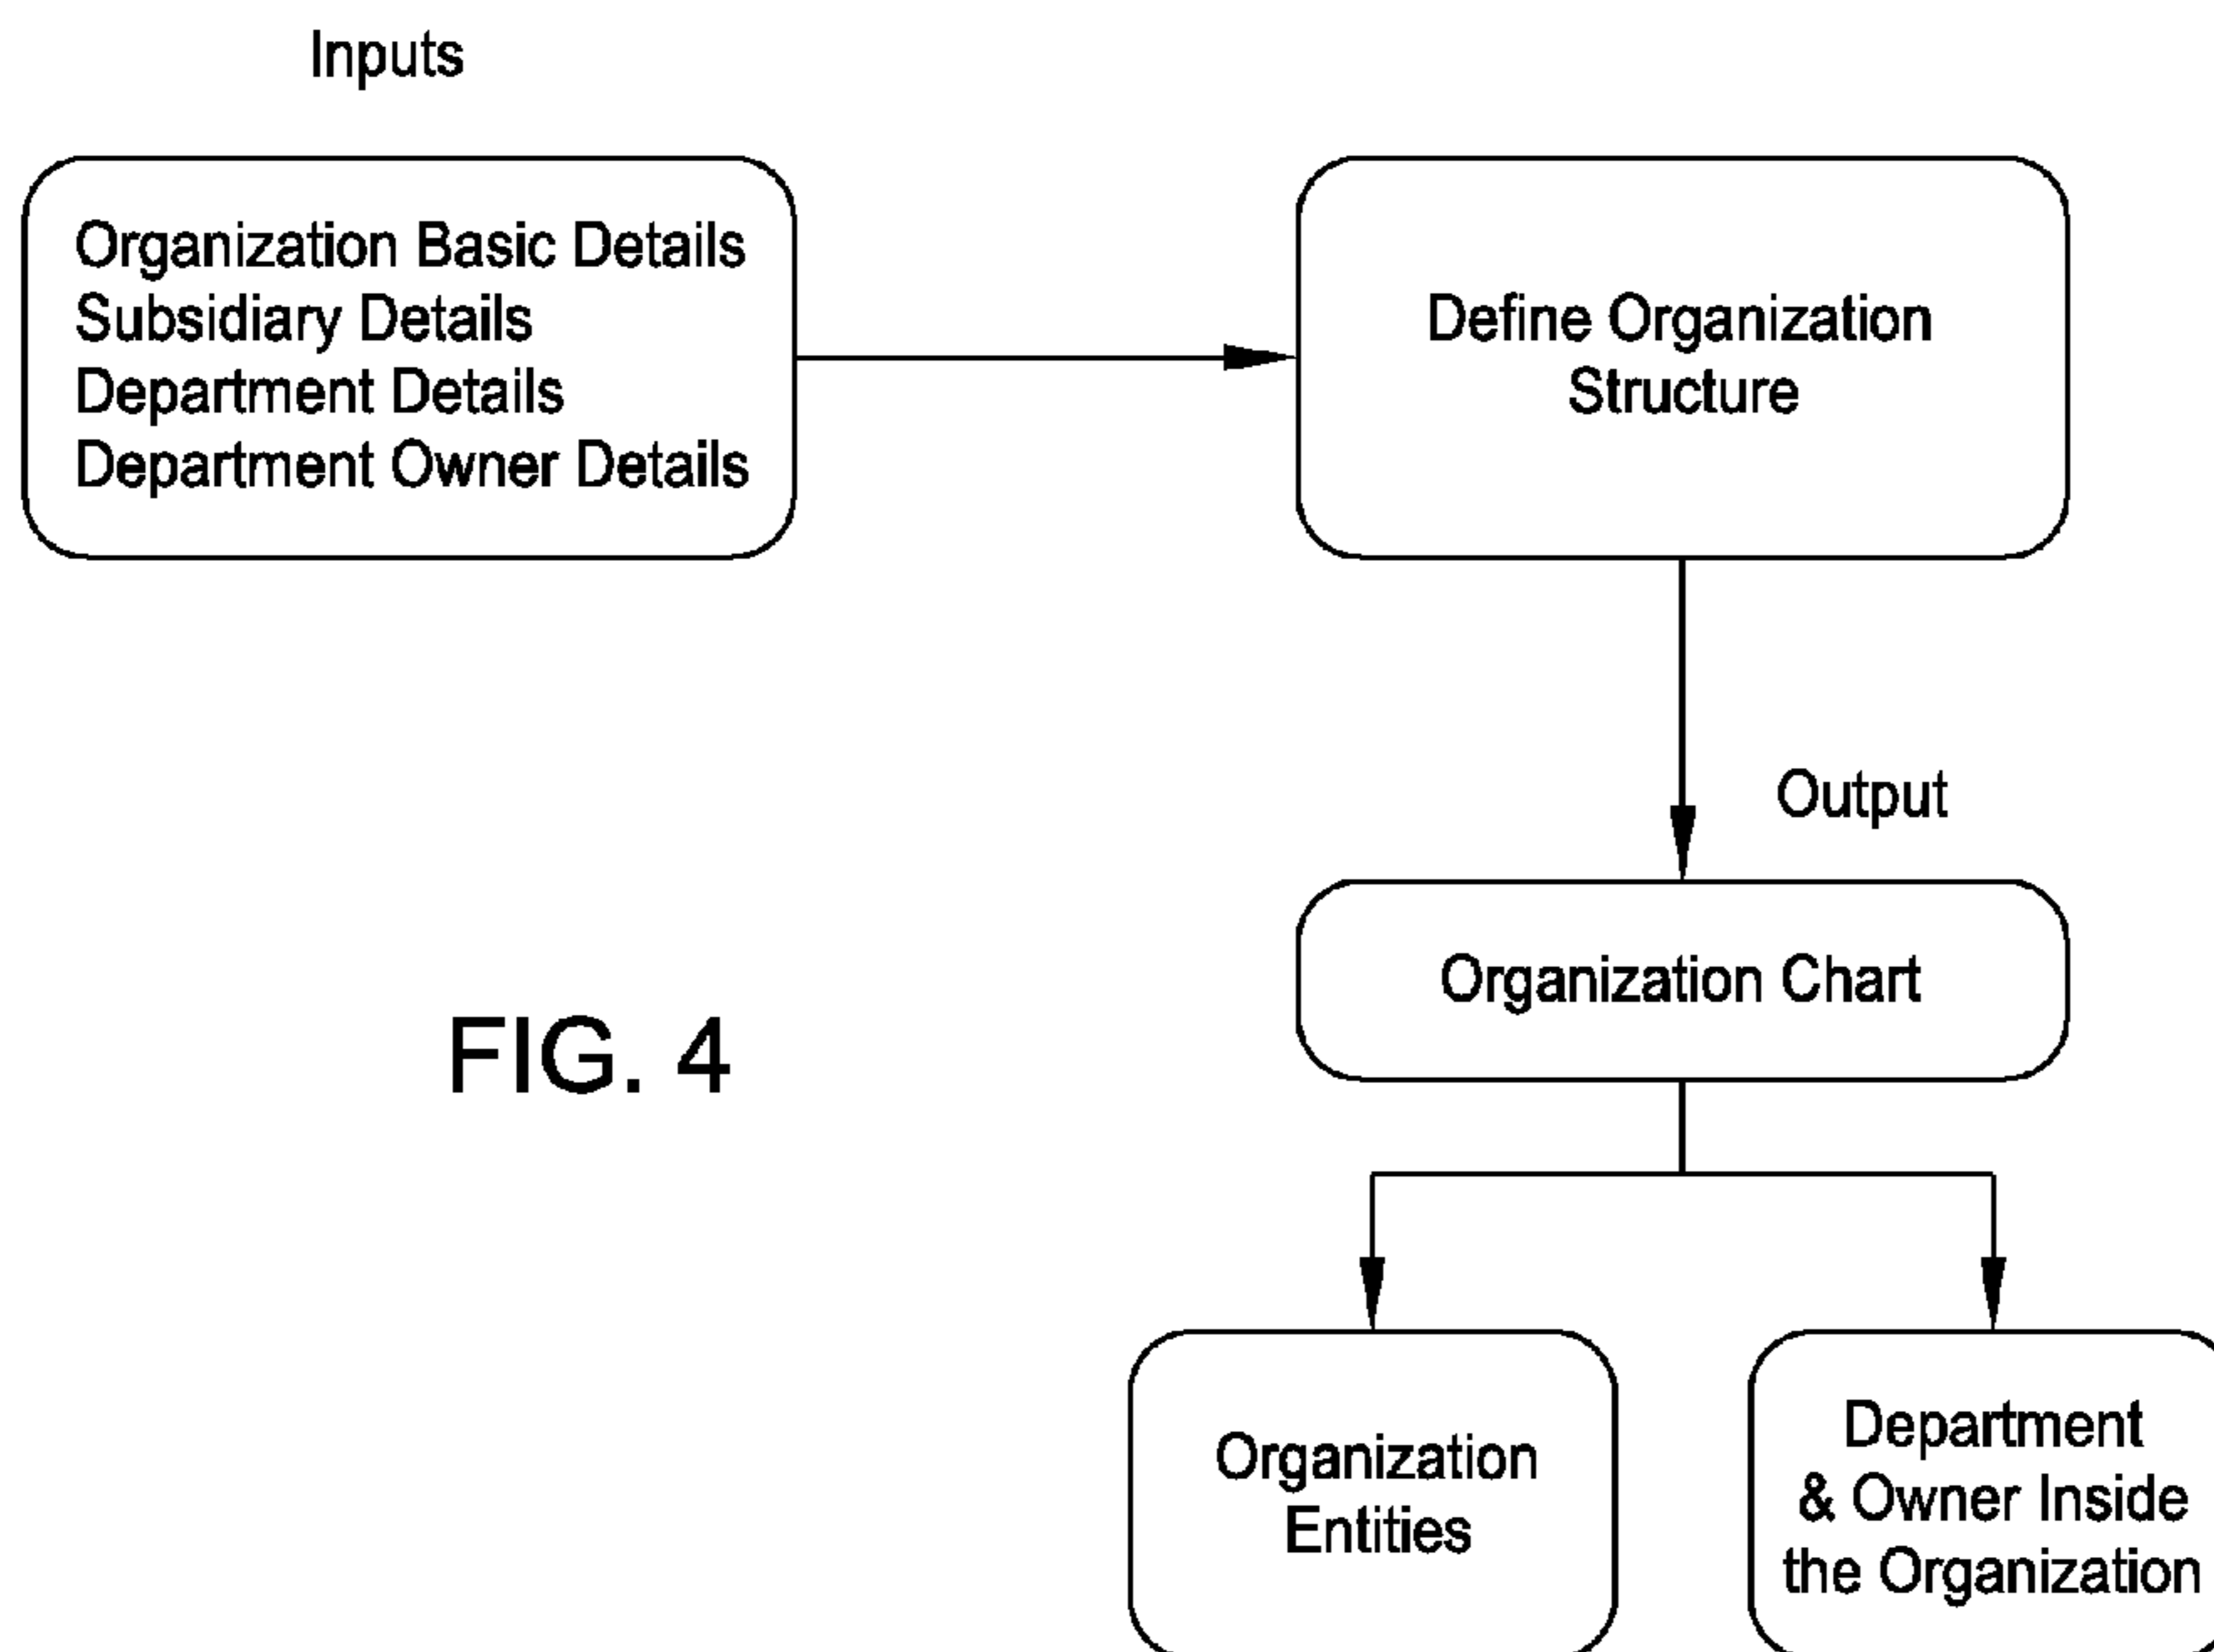 Inputs
Organization Basic Details
Subsidiary Details
Department Details
Department Owner Details
Define Organization
Structure
Output
Organization Chart
FIG. 4
Organization
Entities
Department
& Owner Inside
the Organization